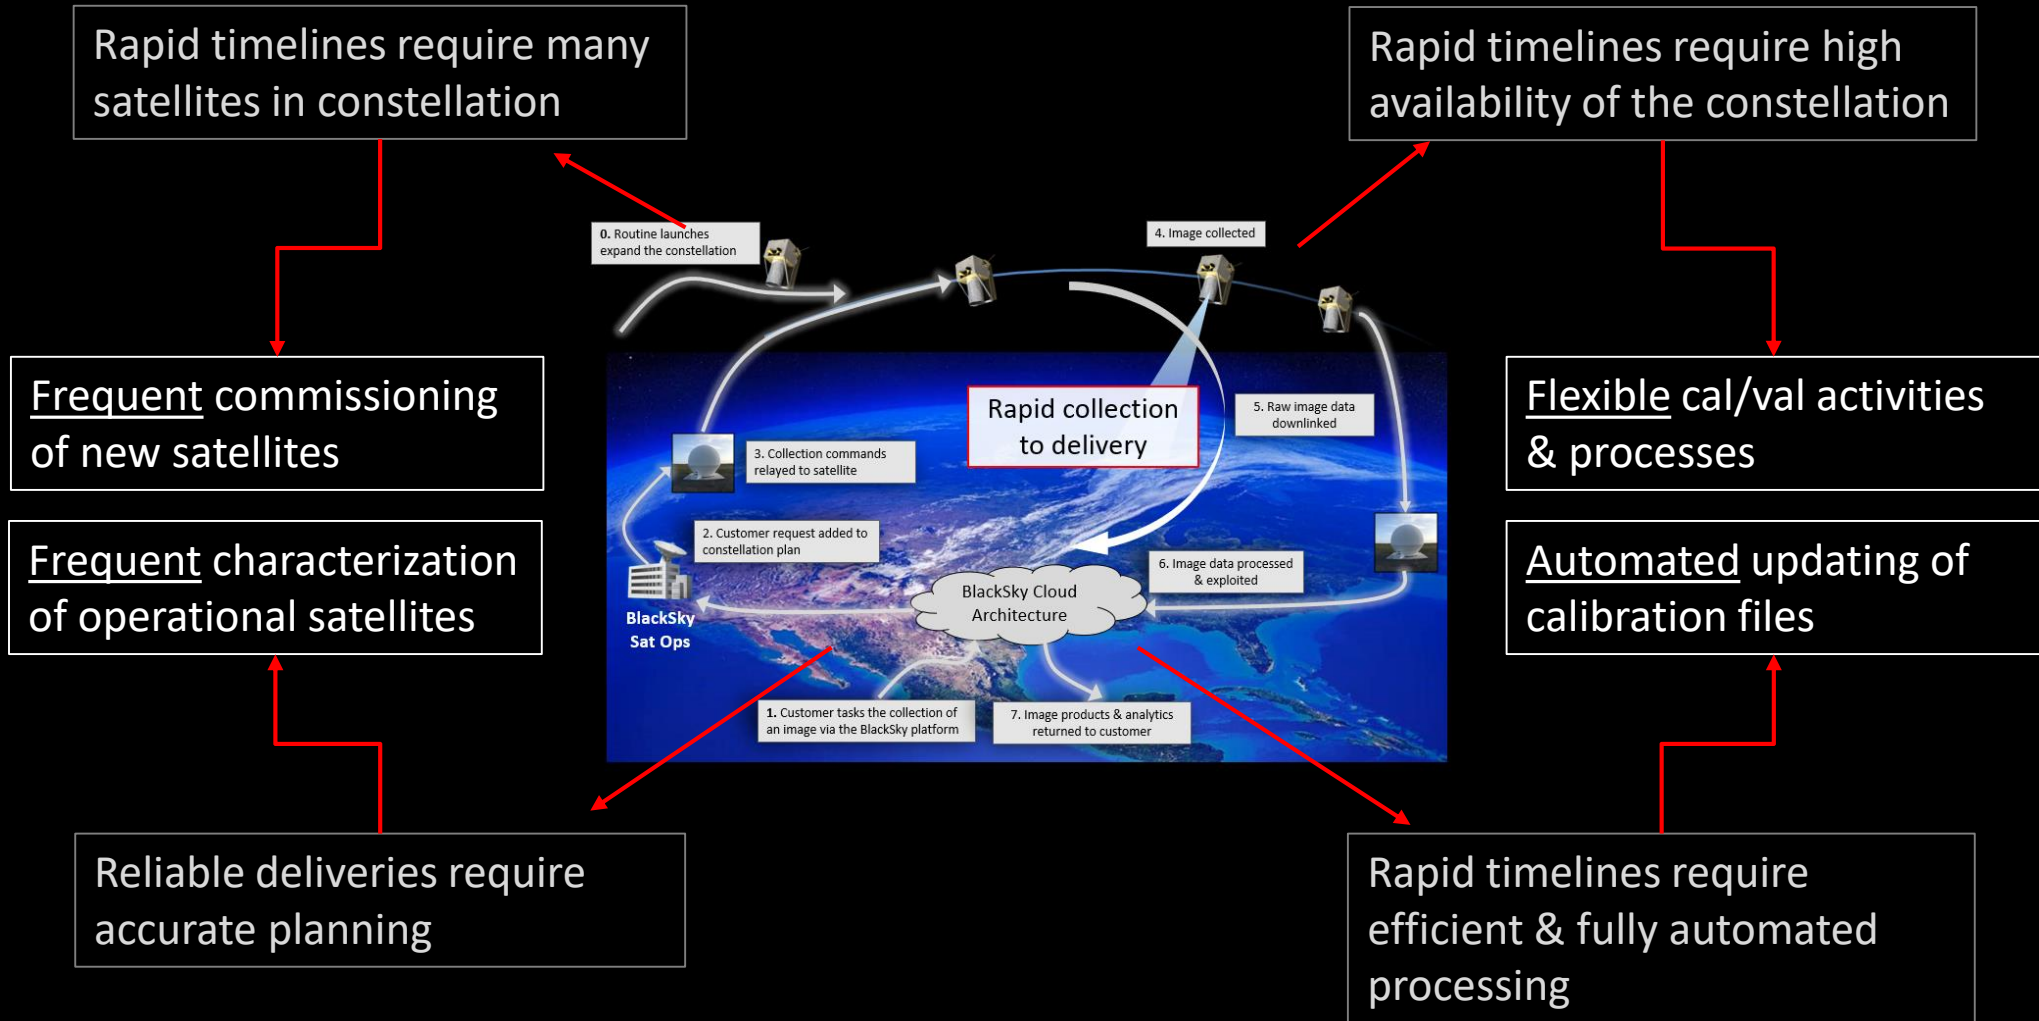 Rapid timelines require many
satellites in constellation
Rapid timelines require high
availability of the constellation
0. Routine launches
expand the constellation
4. Image collected
Frequent commissioning
of new satellites
Flexible cal/val activities
& processes
Rapid collection
to delivery
5. Raw image data
downlinked
3. Collection commands
relayed to satellite
Frequent characterization
of operational satellites
Automated updating of
calibration files
2. Customer request added to
constellation plan
6. Image data processed
& exploited
BlackSky Cloud
Architecture
BlackSky
Sat Ops
1. Customer tasks the collection of
an image via the BlackSky platform
7. Image products & analytics
returned to customer
Reliable deliveries require
accurate planning
Rapid timelines require
efficient & fully automated
processing